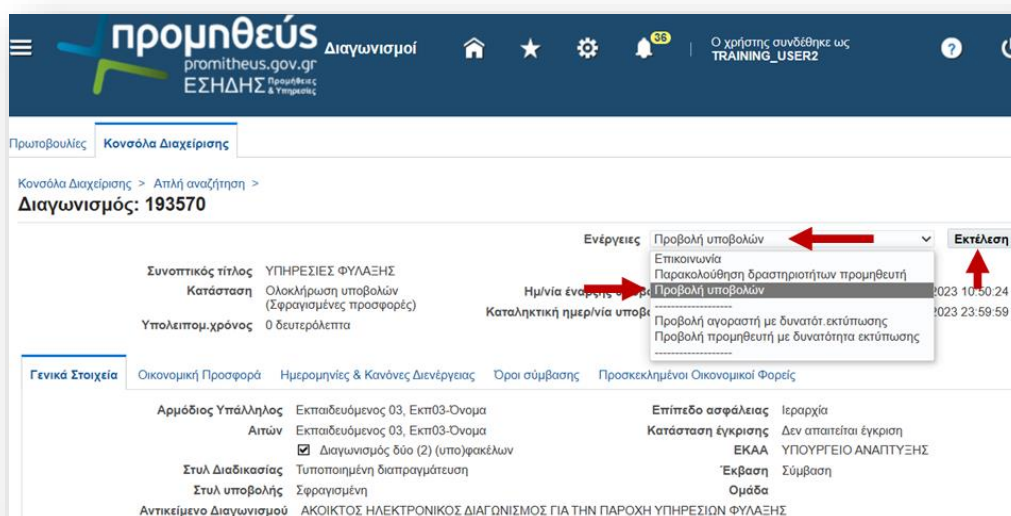 προμηθεύς
promitheus.gov.gr
ΕΣΗΔΗΣ Προμήθειες & Υπηρεσίες
Διαγωνισμοί
36
Ο χρήστης συνδέθηκε ως
TRAINING_USER2
?
Πρωτοβουλίες Κονσόλα Διαχείρισης
Κονσόλα Διαχείρισης > Απλή αναζήτηση >
Διαγωνισμός: 193570
Ενέργειες Προβολή υποβολών Εκτέλεση
Επικοινωνία
Παρακολούθηση δραστηριοτήτων προμηθευτή
Προβολή υποβολών
--------------------
Προβολή αγοραστή με δυνατότ.εκτύπωσης
Προβολή προμηθευτή με δυνατότητα εκτύπωσης
--------------------
Συνοπτικός τίτλος ΥΠΗΡΕΣΙΕΣ ΦΥΛΑΞΗΣ
Κατάσταση Ολοκλήρωση υποβολών
(Σφραγισμένες προσφορές)
Υπολειπομ.χρόνος 0 δευτερόλεπτα
Ημ/νία έναρξης 2023 10:50:24
Καταληκτική ημερ/νία 2023 23:59:59
Γενικά Στοιχεία Οικονομική Προσφορά Ημερομηνίες & Κανόνες Διενέργειας Όροι σύμβασης Προσκεκλημένοι Οικονομικοί Φορείς
Αρμόδιος Υπάλληλος Εκπαιδευόμενος 03, Εκπ03-Όνομα
Αιτών Εκπαιδευόμενος 03, Εκπ03-Όνομα
Διαγωνισμός δύο (2) (υπο)φακέλων
Στυλ Διαδικασίας Τυποποιημένη διαπραγμάτευση
Στυλ υποβολής Σφραγισμένη
Αντικείμενο Διαγωνισμού ΑΚΟΙΚΤΟΣ ΗΛΕΚΤΡΟΝΙΚΟΣ ΔΙΑΓΩΝΙΣΜΟΣ ΓΙΑ ΤΗΝ ΠΑΡΟΧΗ ΥΠΗΡΕΣΙΩΝ ΦΥΛΑΞΗΣ
Επίπεδο ασφάλειας Ιεραρχία
Κατάσταση έγκρισης Δεν απαιτείται έγκριση
ΕΚΑΑ ΥΠΟΥΡΓΕΙΟ ΑΝΑΠΤΥΞΗΣ
Έκβαση Σύμβαση
Ομάδα